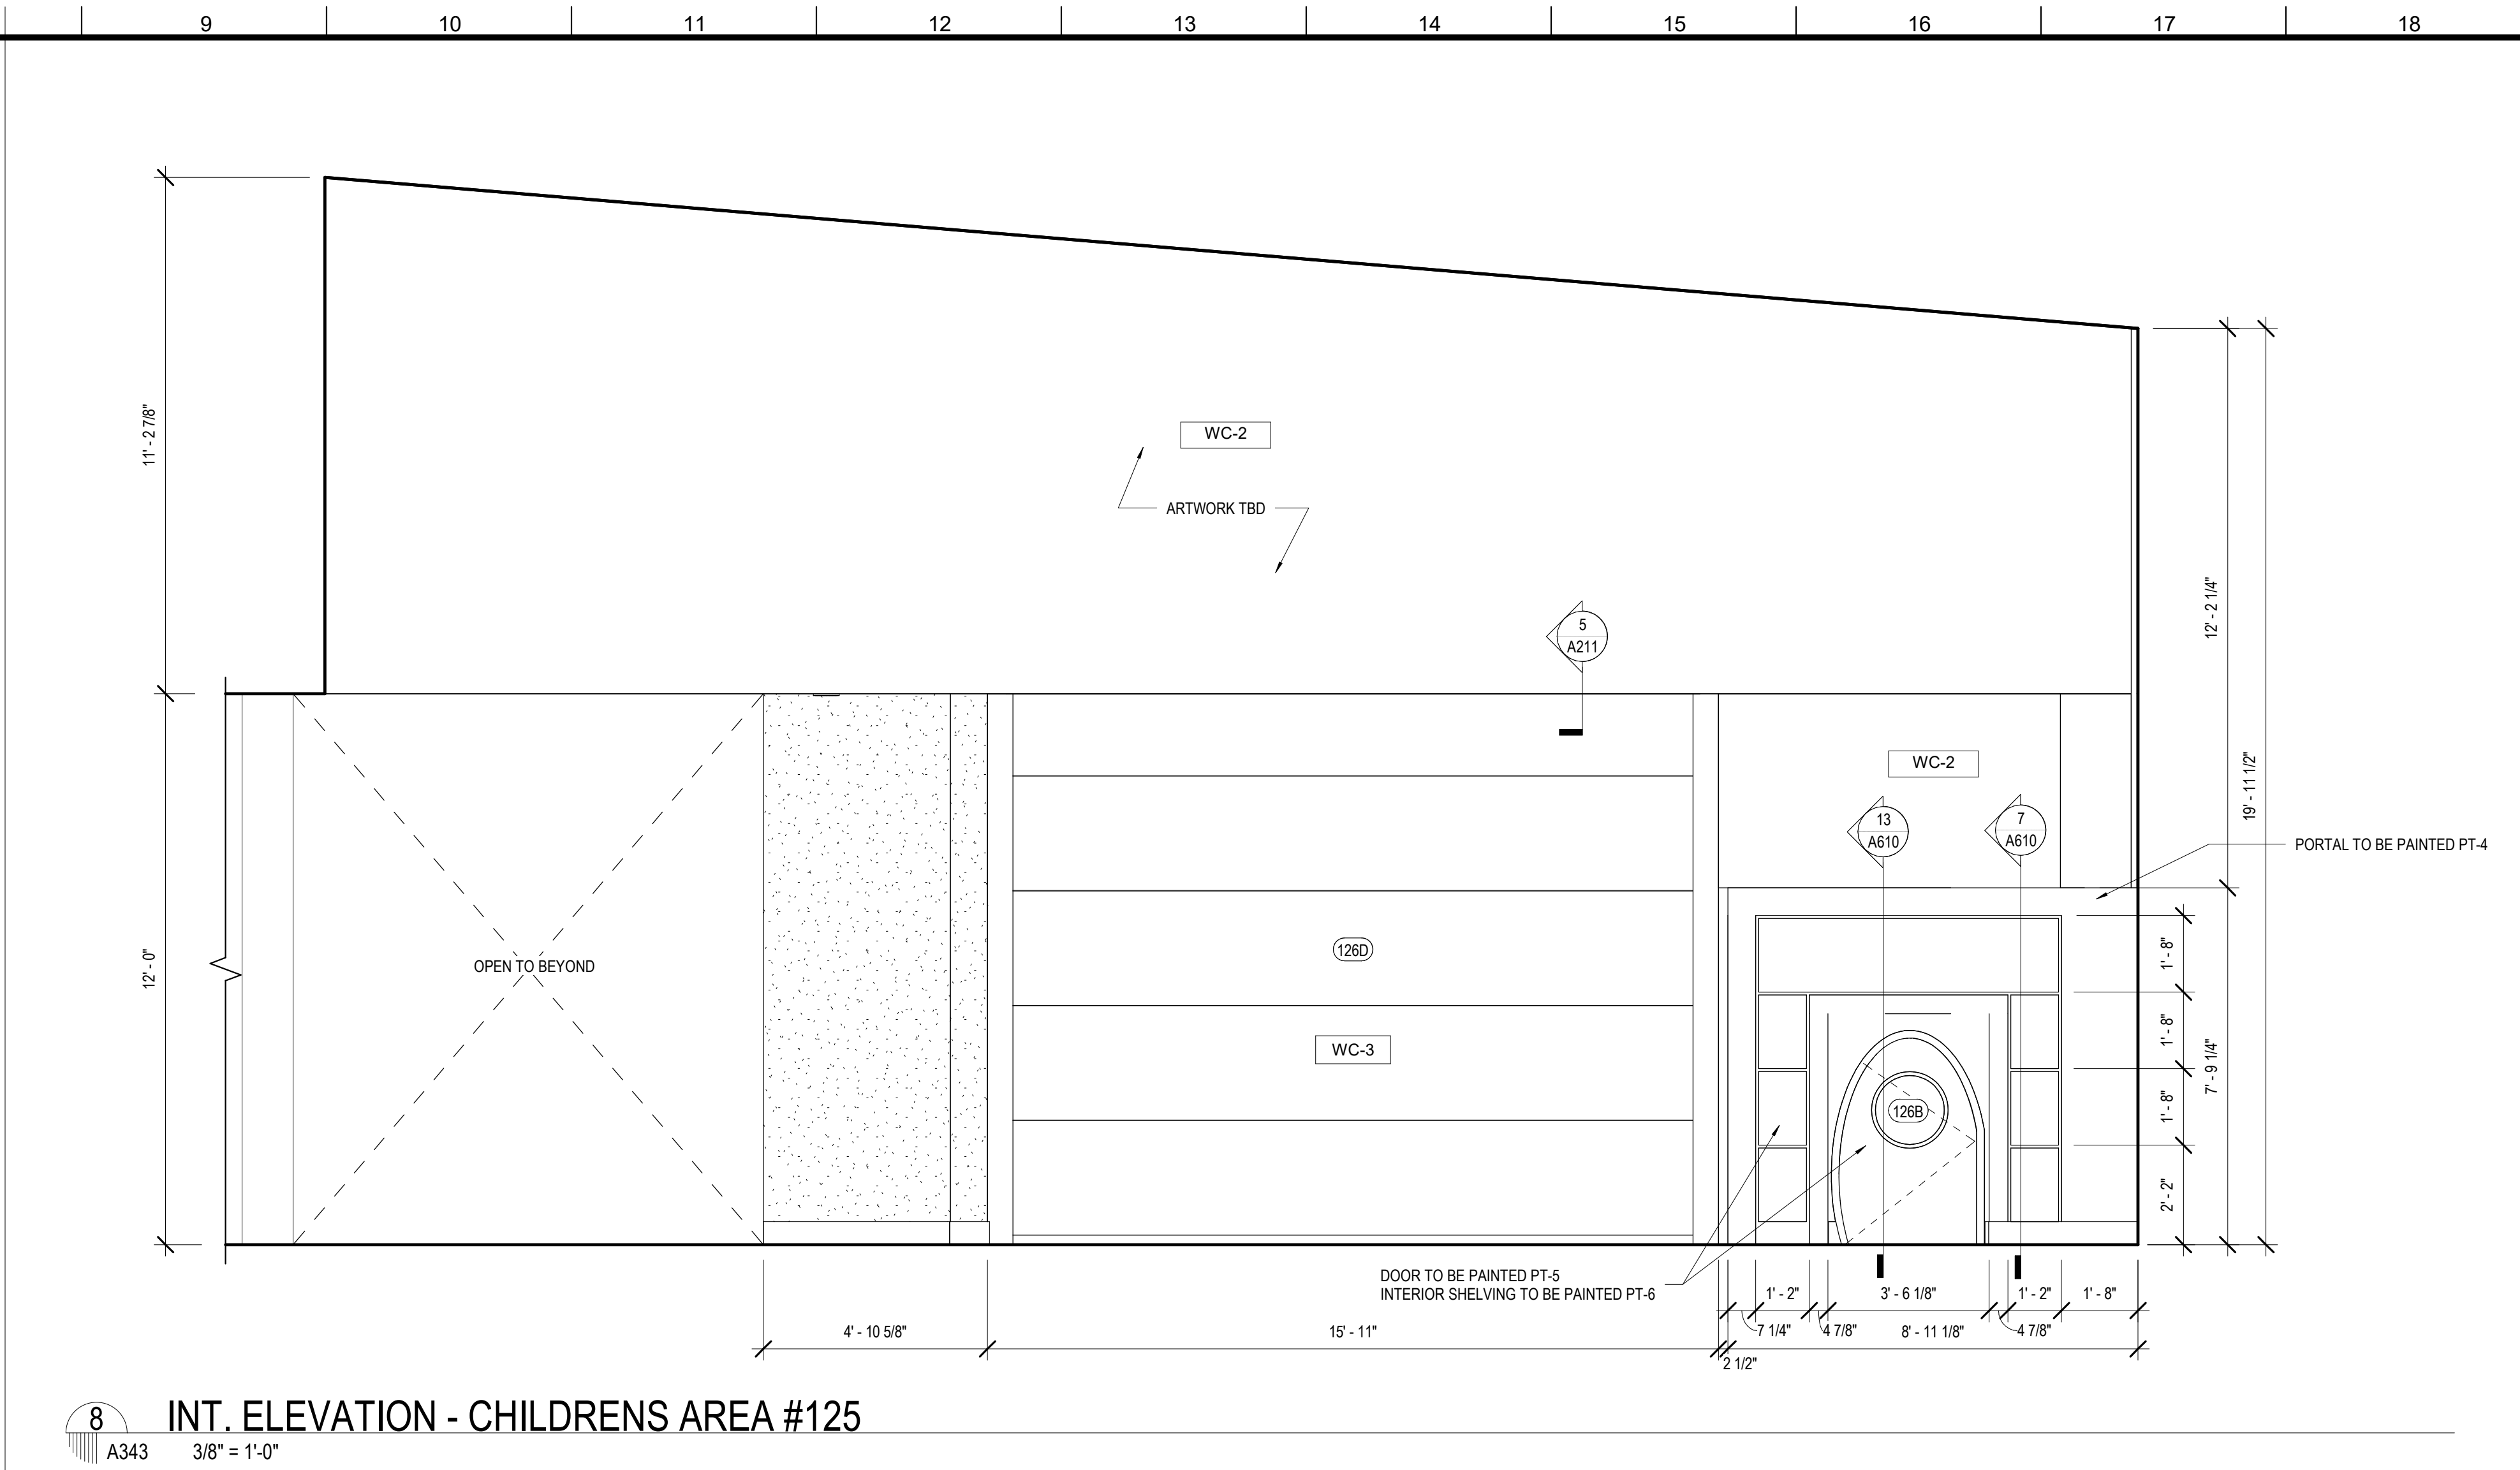 9 10 11 12 13 14 15 16 17 18
11' - 2 7/8"
WC-2
ARTWORK TBD
5
A211
12' - 2 1/4"
19' - 11 1/2"
WC-2
13
A610
7
A610
PORTAL TO BE PAINTED PT-4
12' - 0"
OPEN TO BEYOND
126D
WC-3
126B
1' - 8"
1' - 8"
1' - 8"
2' - 2"
7' - 9 1/4"
DOOR TO BE PAINTED PT-5
INTERIOR SHELVING TO BE PAINTED PT-6
1' - 2" 3' - 6 1/8" 1' - 2" 1' - 8"
7 1/4" 4 7/8" 8' - 11 1/8" 4 7/8"
4' - 10 5/8" 15' - 11"
2 1/2"
8
INT. ELEVATION - CHILDRENS AREA #125
A343 3/8" = 1'-0"